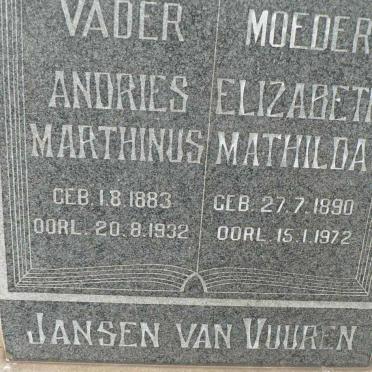 VADER
ANDRIES
MARTHINUS
GEB. 1.8.1883
OORL. 20.8.1932
MOEDER
ELIZABETH
MATHILDA
GEB. 27.7.1890
OORL. 15.1.1972
JANSEN VAN VUUREN